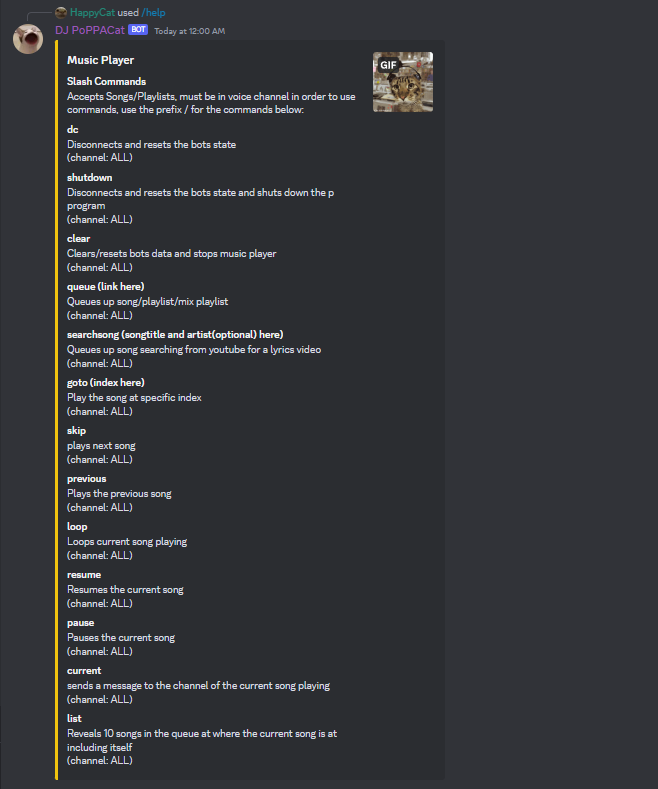 HappyCat used /help
DJ PoPPACat BOT Today at 12:00 AM
Music Player
GIF
Slash Commands
Accepts Songs/Playlists, must be in voice channel in order to use
commands, use the prefix / for the commands below:
dc
Disconnects and resets the bots state
(channel: ALL)
shutdown
Disconnects and resets the bots state and shuts down the p
program
(channel: ALL)
clear
Clears/resets bots data and stops music player
(channel: ALL)
queue (link here)
Queues up song/playlist/mix playlist
(channel: ALL)
searchsong (songtitle and artist(optional) here)
Queues up song searching from youtube for a lyrics video
(channel: ALL)
goto (index here)
Play the song at specific index
(channel: ALL)
skip
plays next song
(channel: ALL)
previous
Plays the previous song
(channel: ALL)
loop
Loops current song playing
(channel: ALL)
resume
Resumes the current song
(channel: ALL)
pause
Pauses the current song
(channel: ALL)
current
sends a message to the channel of the current song playing
(channel: ALL)
list
Reveals 10 songs in the queue at where the current song is at
including itself
(channel: ALL)